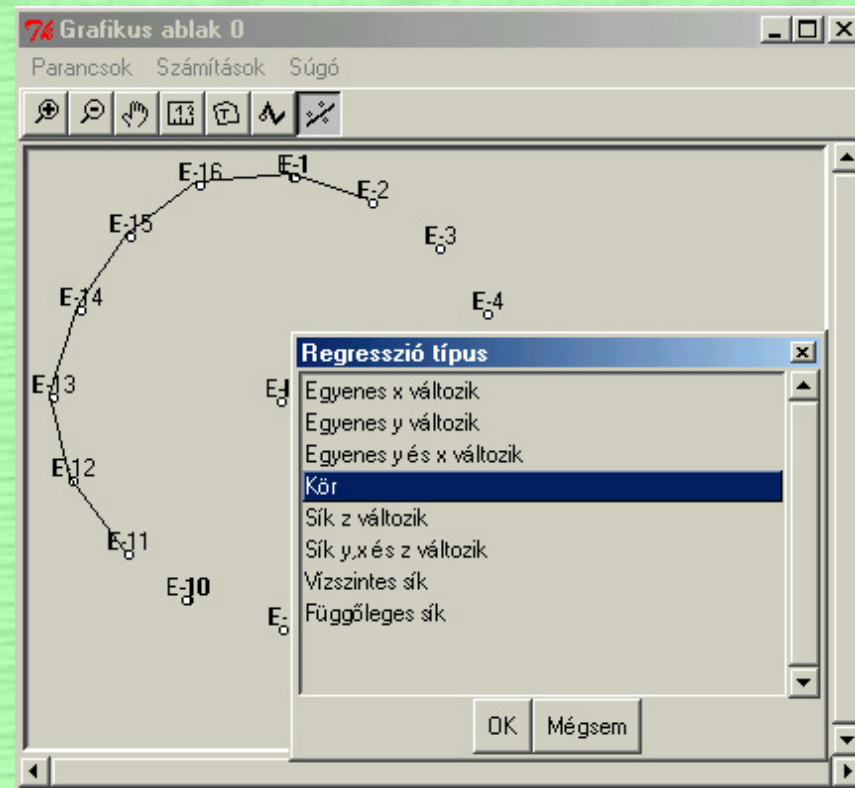 Grafikus ablak 0
Parancsok Számítások Súgó
E-16
E-1
E-2
E-15
E-3
E-14
E-4
Regresszió típus
E-13
Egyenes x változik
Egyenes y változik
Egyenes y és x változik
E-12
Kör
Sík z változik
E-11
Sík y,x és z változik
E-10
Vízszintes sík
Függőleges sík
OK Mégsem